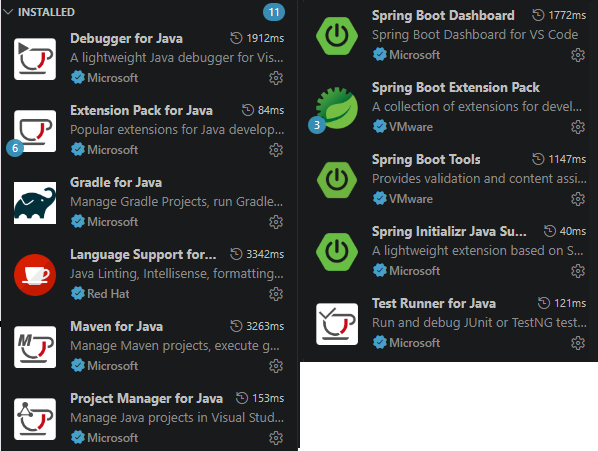 INSTALLED 11
Debugger for Java 1912ms
A lightweight Java debugger for Vis...
Microsoft
Extension Pack for Java 84ms
Popular extensions for Java develop...
6 Microsoft
Gradle for Java
Manage Gradle Projects, run Gradle...
Microsoft
Language Support for... 3342ms
Java Linting, Intellisense, formatting...
Red Hat
M
Maven for Java 3263ms
Manage Maven projects, execute g...
Microsoft
Project Manager for Java 153ms
Manage Java projects in Visual Stud...
Microsoft
Spring Boot Dashboard 1772ms
Spring Boot Dashboard for VS Code
Microsoft
Spring Boot Extension Pack
A collection of extensions for devel...
3 VMware
Spring Boot Tools 1147ms
Provides validation and content assi...
VMware
Spring Initializr Java Su... 40ms
A lightweight extension based on S...
Microsoft
Test Runner for Java 121ms
Run and debug JUnit or TestNG test...
Microsoft